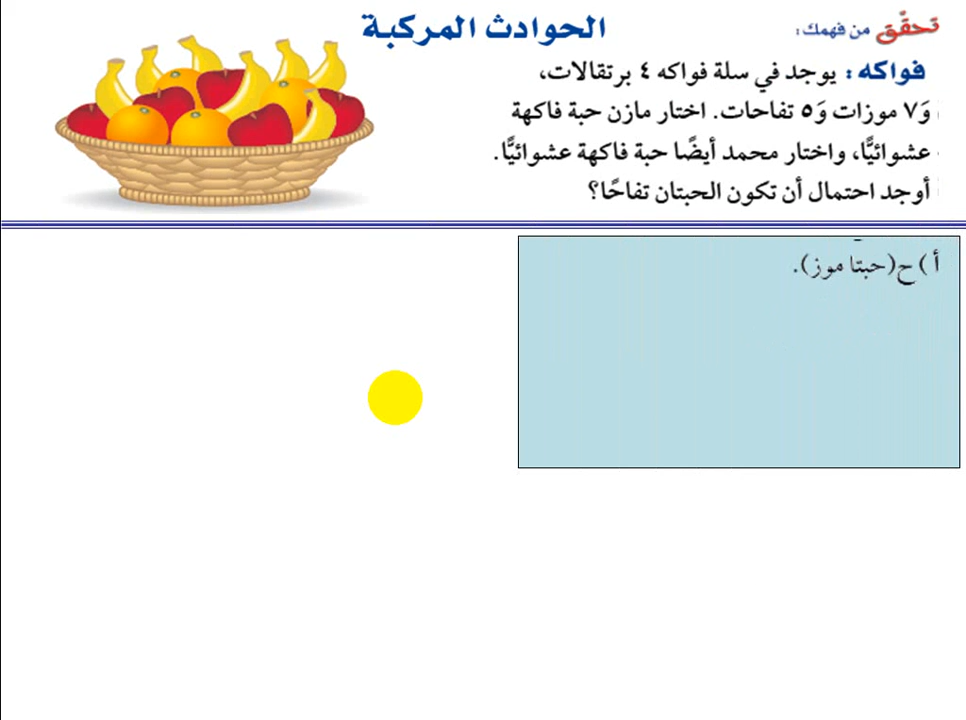 الحوادث المركبة
تحقّق من فهمك:
فواكه: يوجد في سلة فواكه ٤ برتقالات،
وَ٧ موزات وَ٥ تفاحات. اختار مازن حبة فاكهة
عشوائيًّا، واختار محمد أيضًا حبة فاكهة عشوائيًّا.
أوجد احتمال أن تكون الحبتان تفاحًا؟
أ ) ح(حبتا موز).